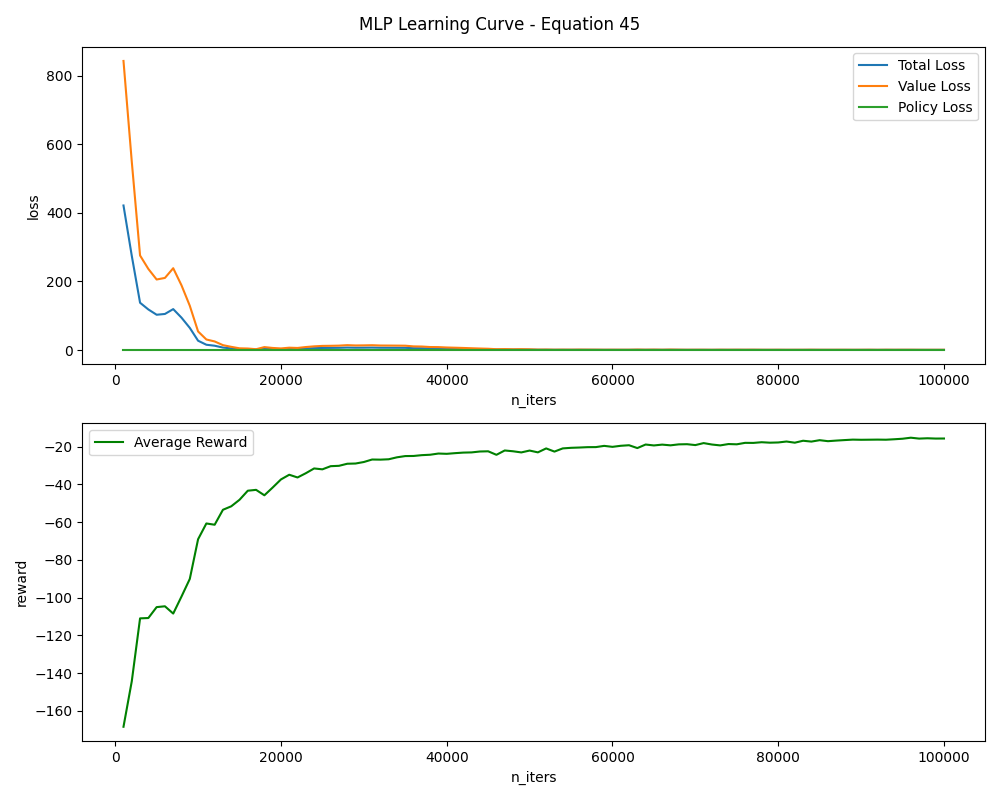 MLP Learning Curve - Equation 45
800
600
400
200
0
loss
Total Loss
Value Loss
Policy Loss
0 20000 40000 60000 80000 100000
n_iters
−20
−40
−60
−80
−100
−120
−140
−160
reward
Average Reward
0 20000 40000 60000 80000 100000
n_iters